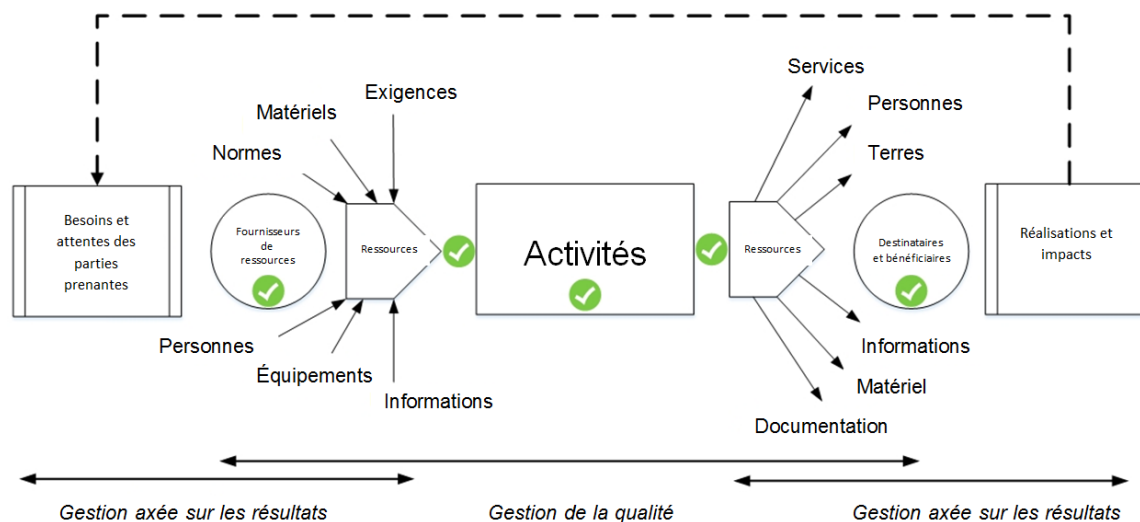 Services
Exigences
Personnes
Matériels
Normes
Terres
Besoins et
attentes des
parties
prenantes
Fournisseurs
de
ressources
Ressources
Activités
Ressources
Destinataires
et bénéficiaires
Réalisations et
impacts
Personnes
Équipements
Informations
Informations
Matériel
Documentation
Gestion axée sur les résultats
Gestion de la qualité
Gestion axée sur les résultats